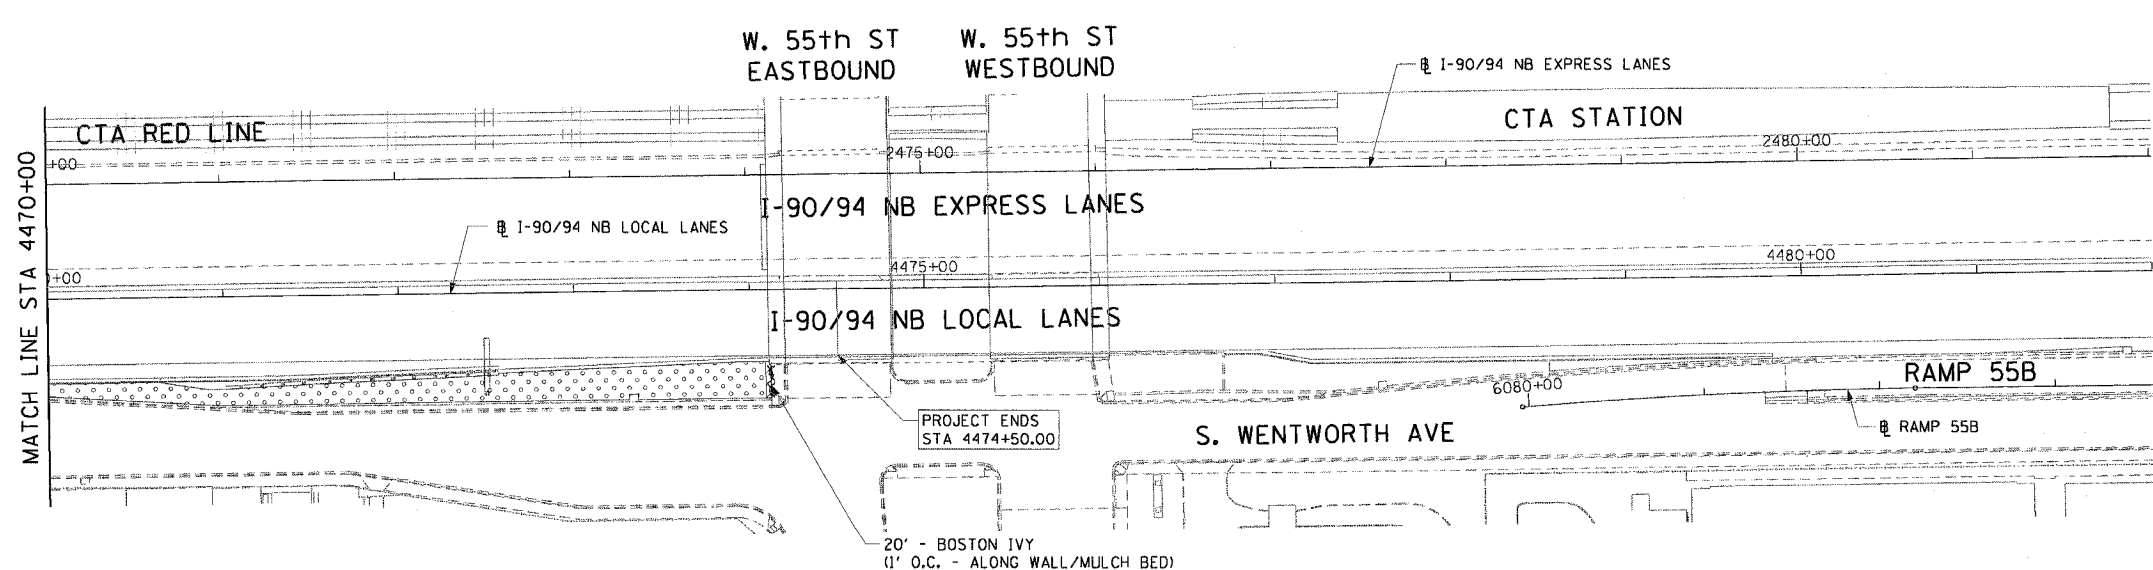 W. 55th ST
EASTBOUND
W. 55th ST
WESTBOUND
℄ I-90/94 NB EXPRESS LANES
CTA RED LINE
CTA STATION
+00
2475+00
2480+00
I-90/94 NB EXPRESS LANES
℄ I-90/94 NB LOCAL LANES
MATCH LINE STA 4470+00
+00
4475+00
4480+00
I-90/94 NB LOCAL LANES
6080+00
RAMP 55B
PROJECT ENDS
STA 4474+50.00
S. WENTWORTH AVE
℄ RAMP 55B
20' - BOSTON IVY
(1' O.C. - ALONG WALL/MULCH BED)